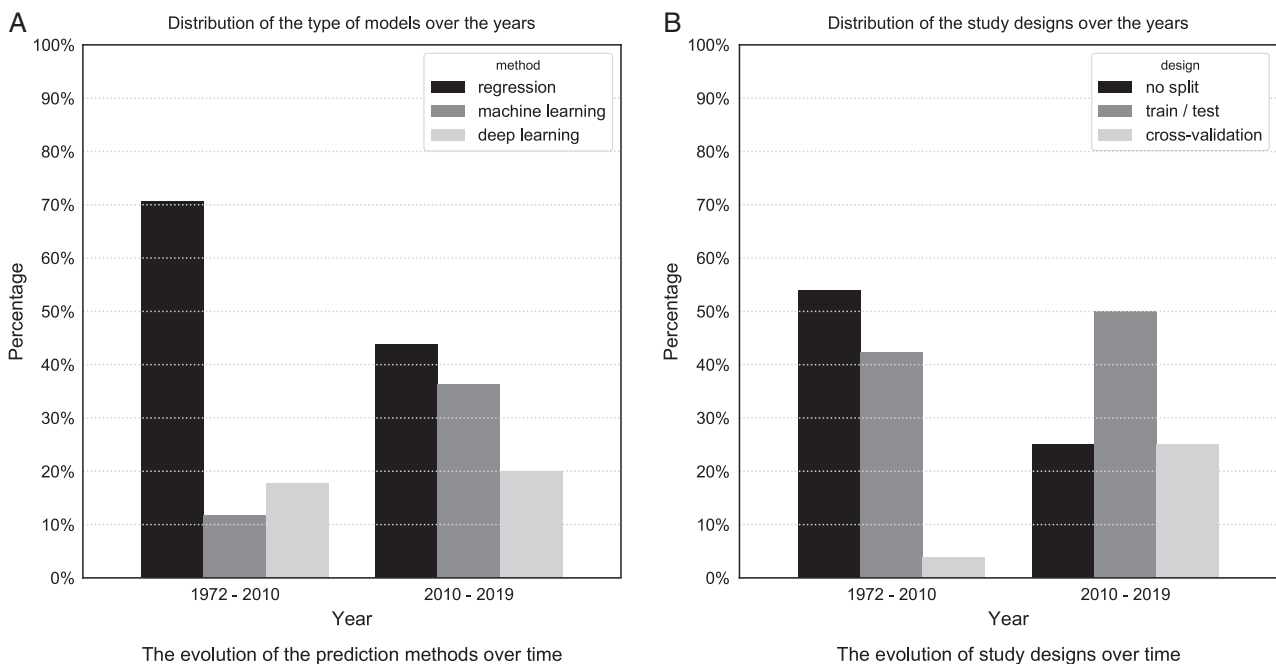 A
Distribution of the type of models over the years
100%
90%
80%
70%
60%
50%
40%
30%
20%
10%
0%
Percentage
method
regression
machine learning
deep learning
1972 - 2010
2010 - 2019
Year
The evolution of the prediction methods over time
B
Distribution of the study designs over the years
100%
90%
80%
70%
60%
50%
40%
30%
20%
10%
0%
Percentage
design
no split
train / test
cross-validation
1972 - 2010
2010 - 2019
Year
The evolution of study designs over time